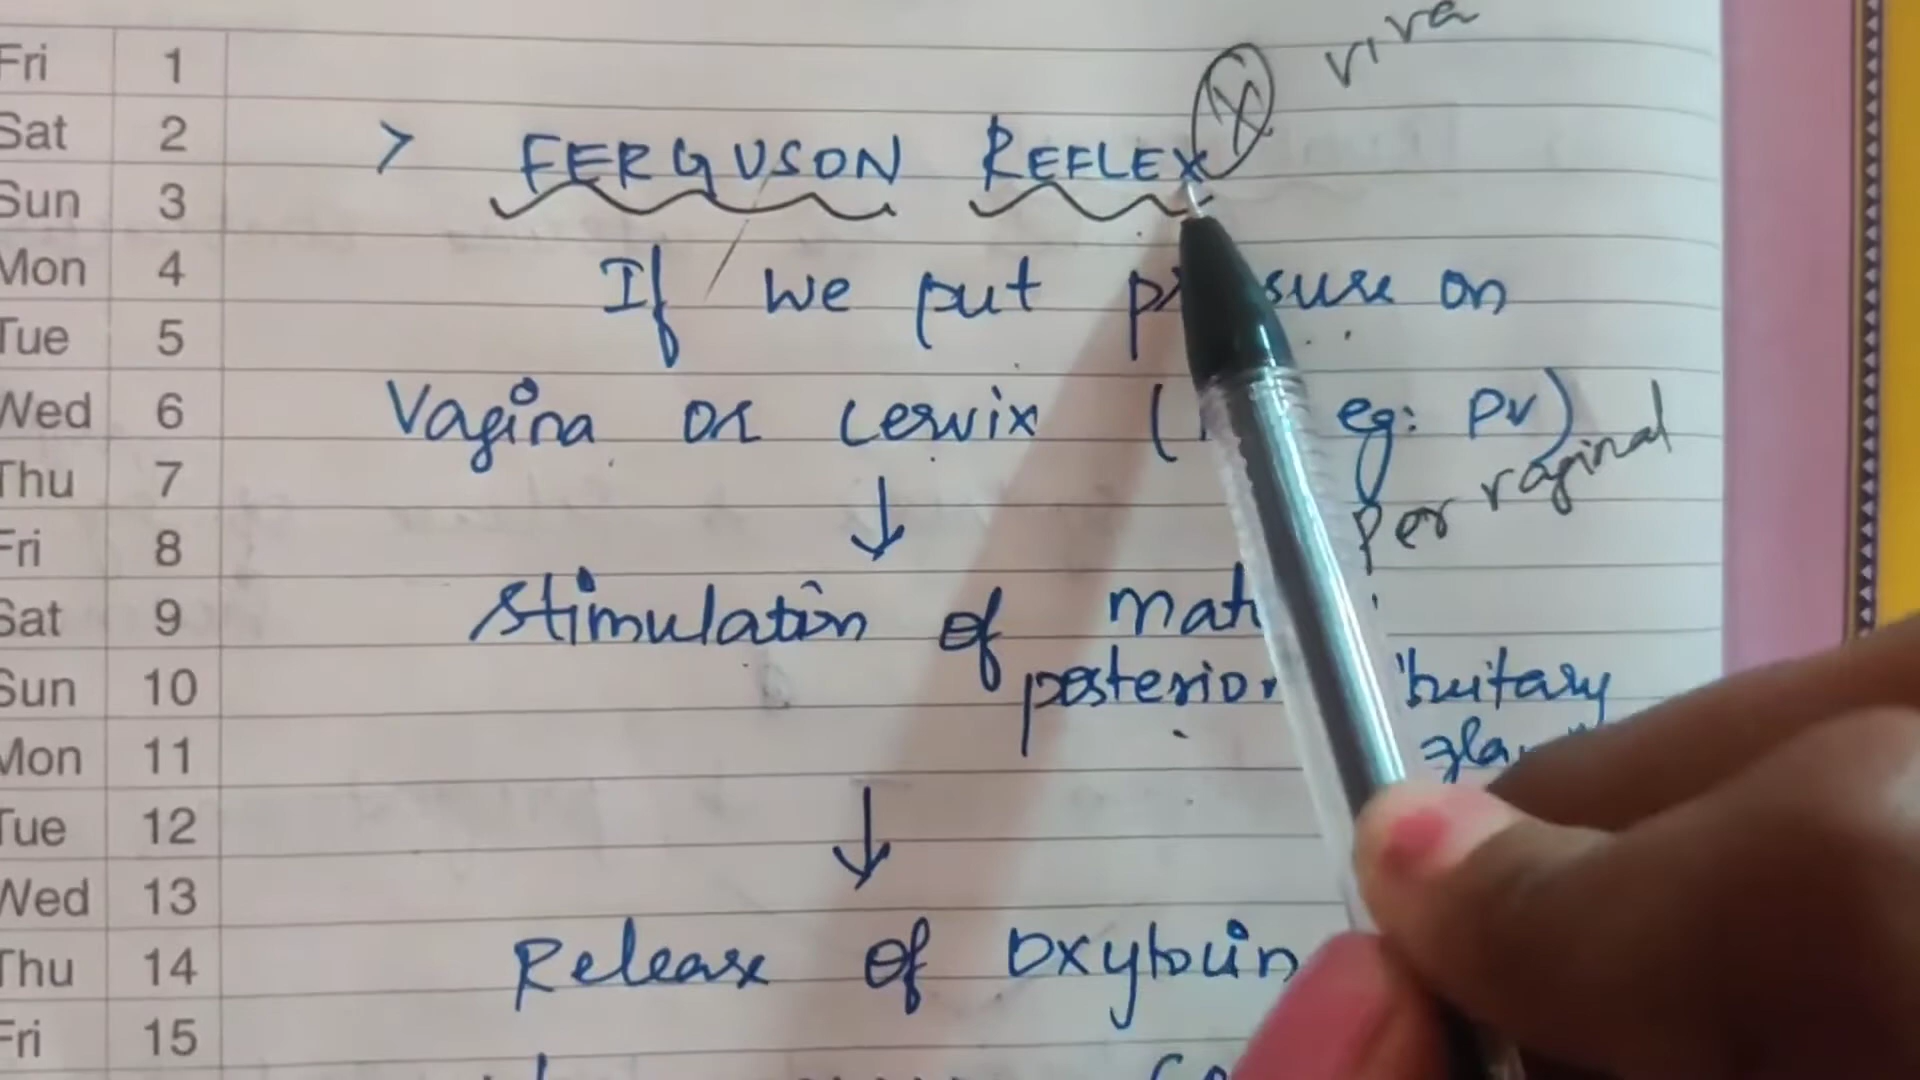 viva
Fri 1
Sat 2
> FERGUSON REFLEX
Sun 3
Mon 4
If we put on
Tue 5
Wed 6
Vagina or cervix ( eg: PV)
Per vaginal
Thu 7
Fri 8
Sat 9
stimulation of
Sun 10
posterior
Mon 11
Tue 12
Wed 13
Thu 14
Release of oxytocin
Fri 15